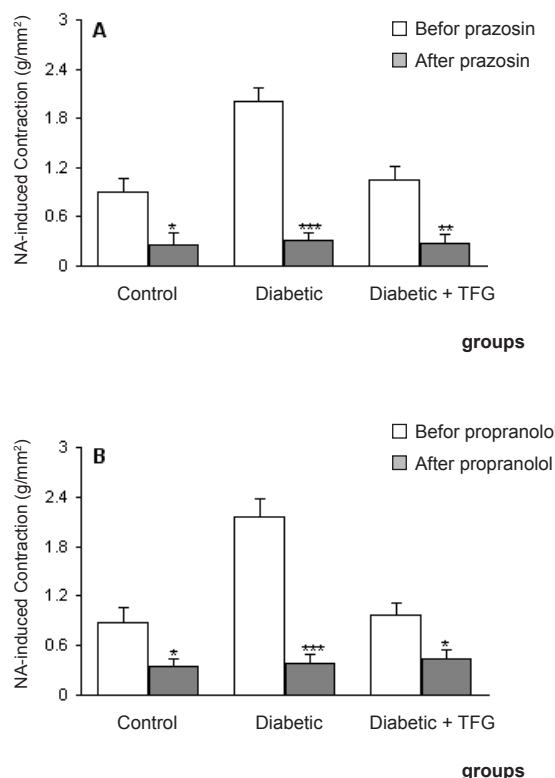 A
Befor prazosin
After prazosin
NA-induced Contraction (g/mm²)
3
2.4
1.2
0.6
0
*
***
**
Control
Diabetic
Diabetic + TFG
groups
B
Befor propranolol
After propranolol
NA-induced Contraction (g/mm²)
3
2.4
1.8
1.2
0.6
0
*
***
*
Control
Diabetic
Diabetic + TFG
groups